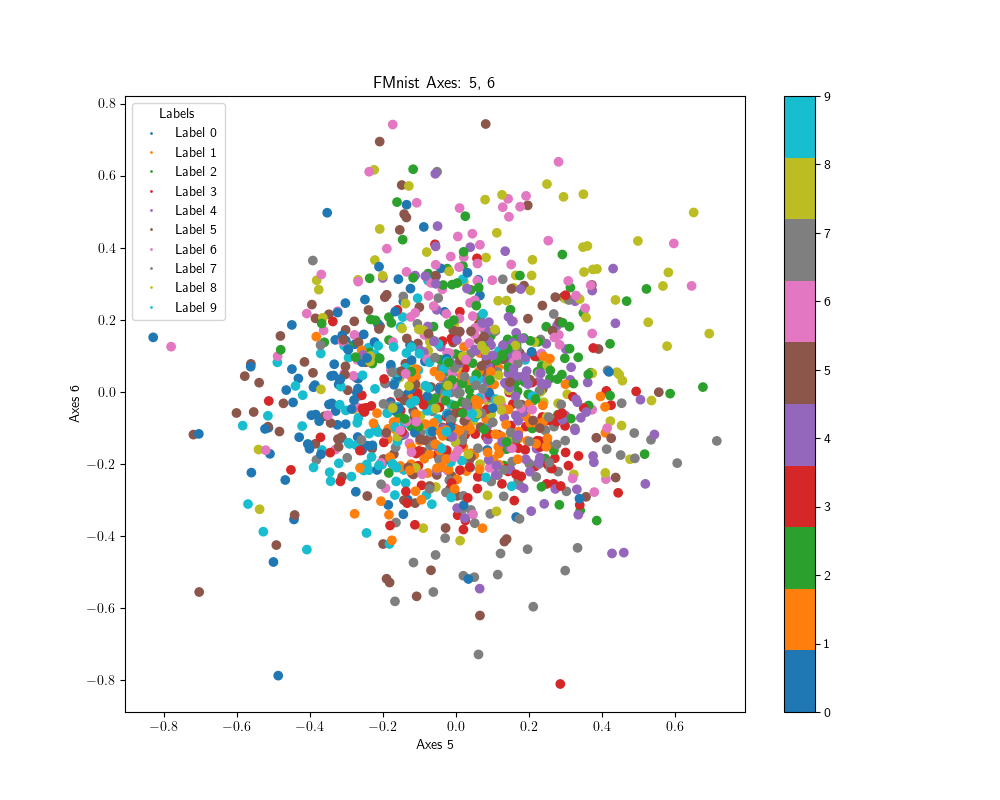 FMnist Axes: 5, 6
Labels
Label 0
Label 1
Label 2
Label 3
Label 4
Label 5
Label 6
Label 7
Label 8
Label 9
0.8
0.6
0.4
0.2
0.0
−0.2
−0.4
−0.6
−0.8
Axes 6
−0.8 −0.6 −0.4 −0.2 0.0 0.2 0.4 0.6
Axes 5
9
8
7
6
5
4
3
2
1
0